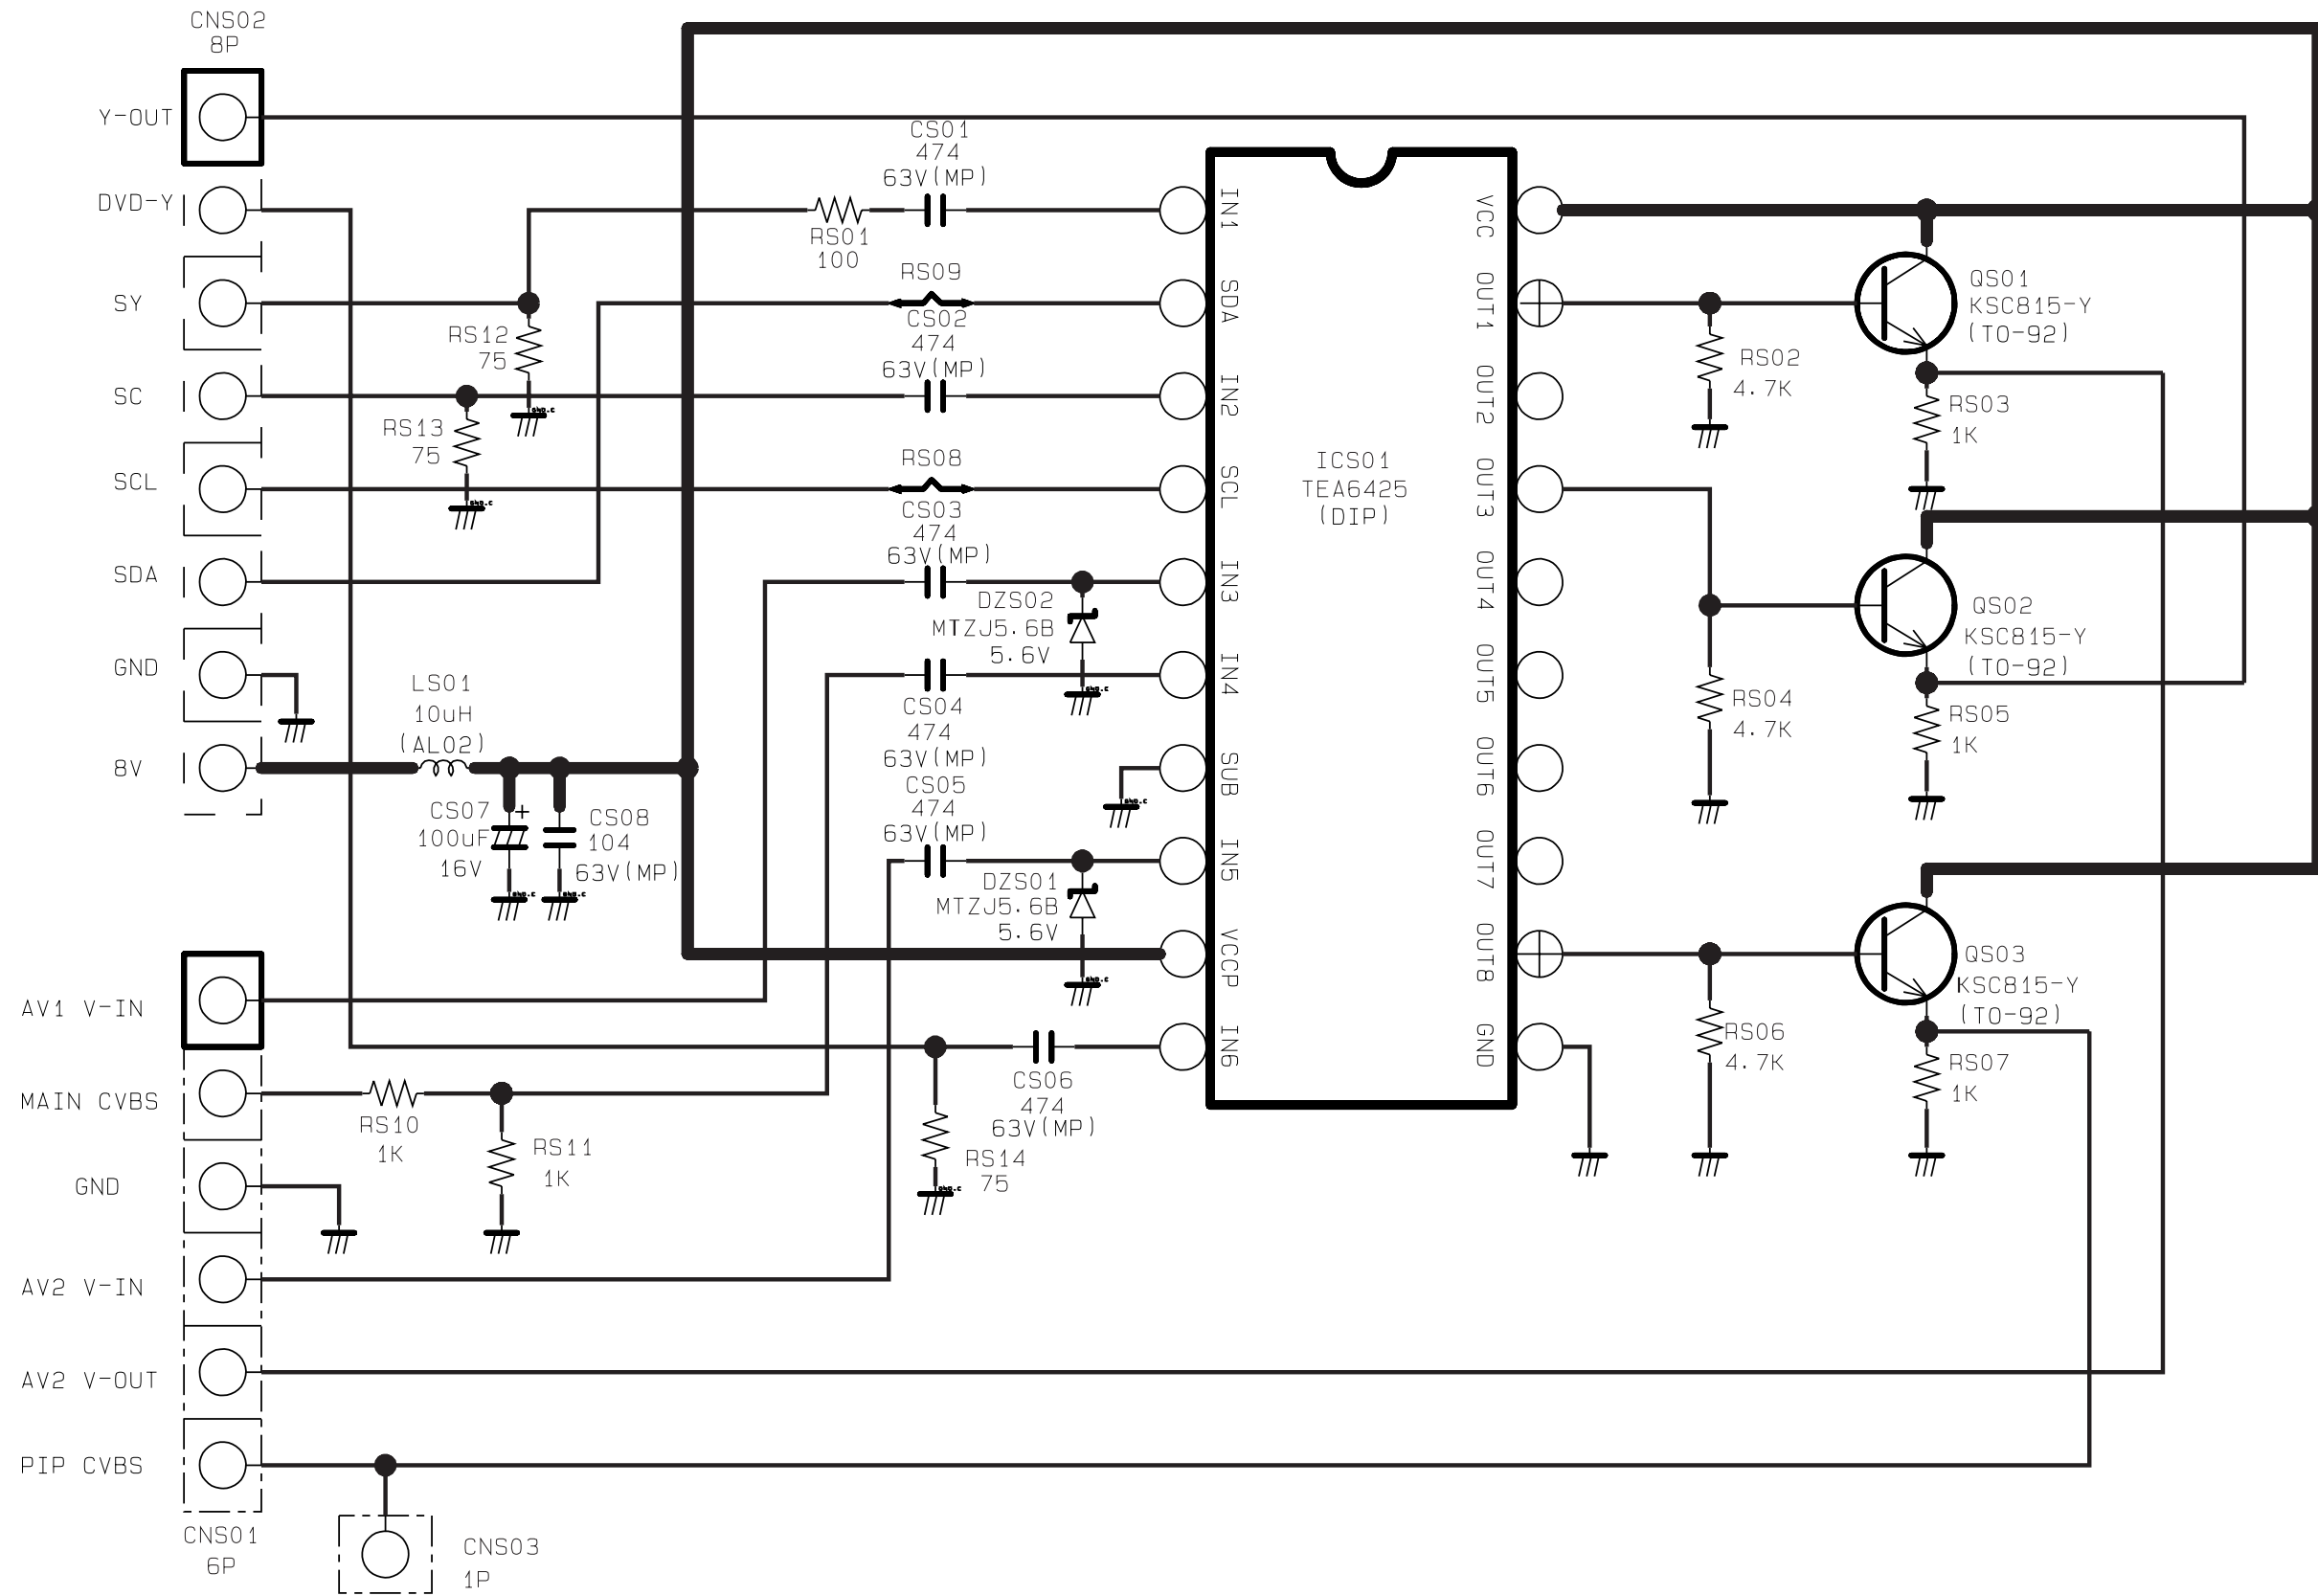 CNS02
8P
Y-OUT
DVD-Y
SY
SC
SCL
SDA
GND
8V
RS12
75
RS13
75
LS01
10uH
(AL02)
CS07
100uF
16V
+
CS08
104
63V(MP)
CS01
474
63V(MP)
RS01
100
RS09
CS02
474
63V(MP)
RS08
CS03
474
63V(MP)
DZS02
MTZJ5.6B
5.6V
CS04
474
63V(MP)
CS05
474
63V(MP)
DZS01
MTZJ5.6B
5.6V
CS06
474
63V(MP)
RS14
75
IN1
SDA
IN2
SCL
IN3
IN4
SUB
IN5
VCCP
IN6
ICS01
TEA6425
(DIP)
VCC
OUT1
OUT2
OUT3
OUT4
OUT5
OUT6
OUT7
OUT8
GND
QS01
KSC815-Y
(TO-92)
RS02
4.7K
RS03
1K
QS02
KSC815-Y
(TO-92)
RS04
4.7K
RS05
1K
QS03
KSC815-Y
(TO-92)
RS06
4.7K
RS07
1K
AV1 V-IN
MAIN CVBS
GND
AV2 V-IN
AV2 V-OUT
PIP CVBS
RS10
1K
RS11
1K
CNS01
6P
CNS03
1P